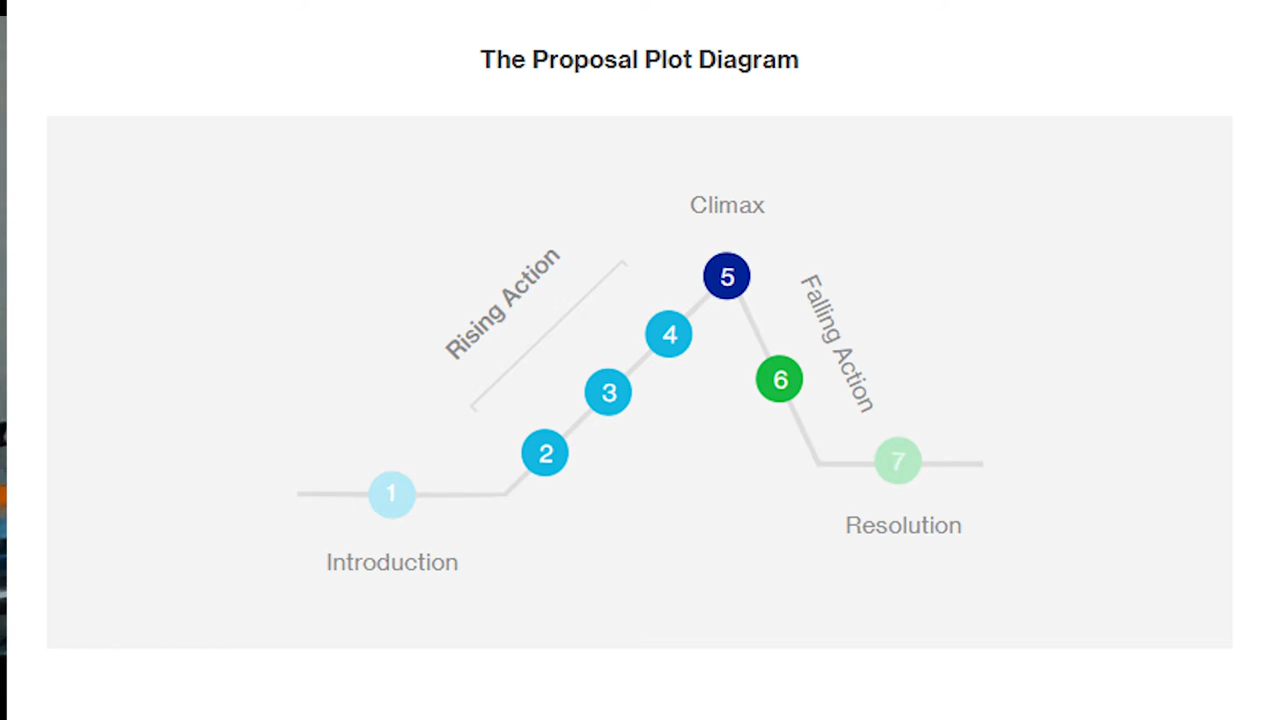 The Proposal Plot Diagram
Climax
Rising Action
Falling Action
5
4
3
6
2
7
1
Resolution
Introduction